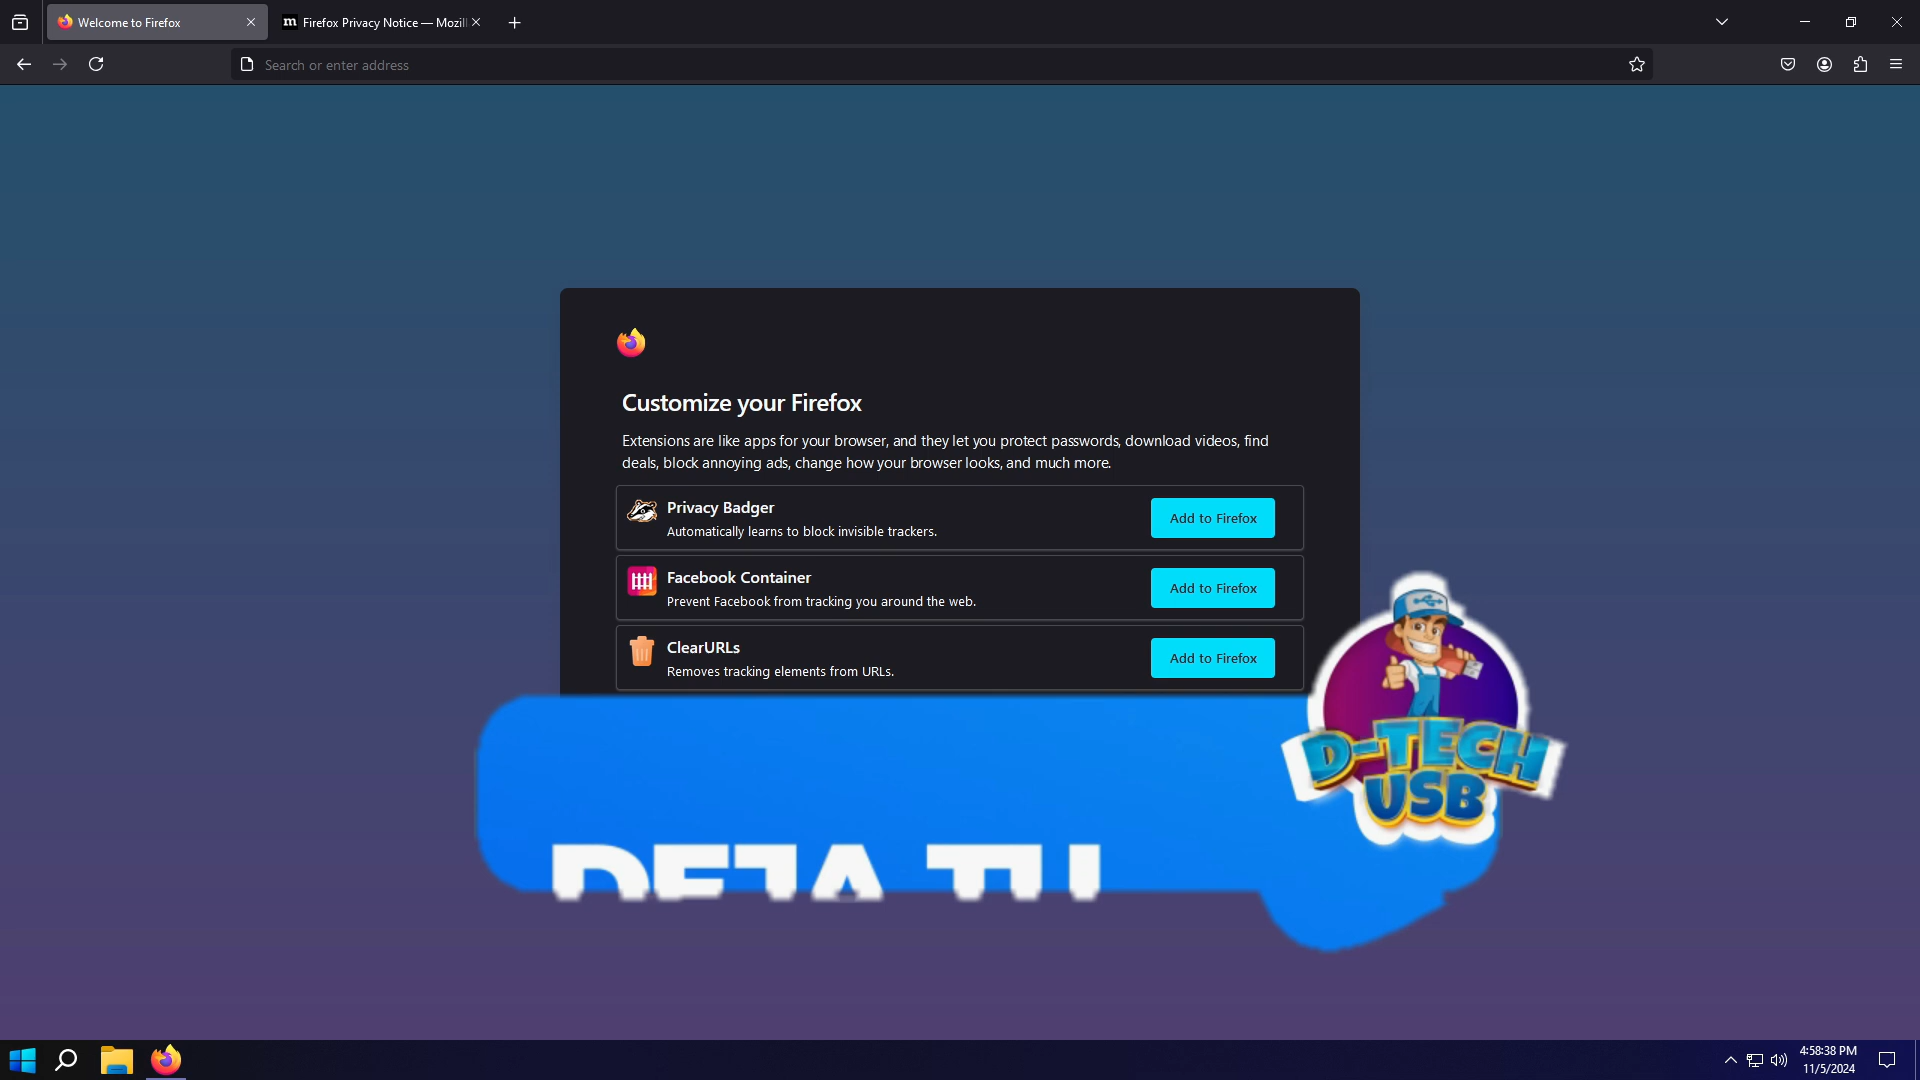 Welcome to Firefox
Firefox Privacy Notice — Mozil
Search or enter address
Customize your Firefox
Extensions are like apps for your browser, and they let you protect passwords, download videos, find
deals, block annoying ads, change how your browser looks, and much more.
Privacy Badger
Automatically learns to block invisible trackers.
Add to Firefox
Facebook Container
Prevent Facebook from tracking you around the web.
Add to Firefox
ClearURLs
Removes tracking elements from URLs.
Add to Firefox
D-TECH
USB
DEJA TU
4:58:38 PM
11/5/2024